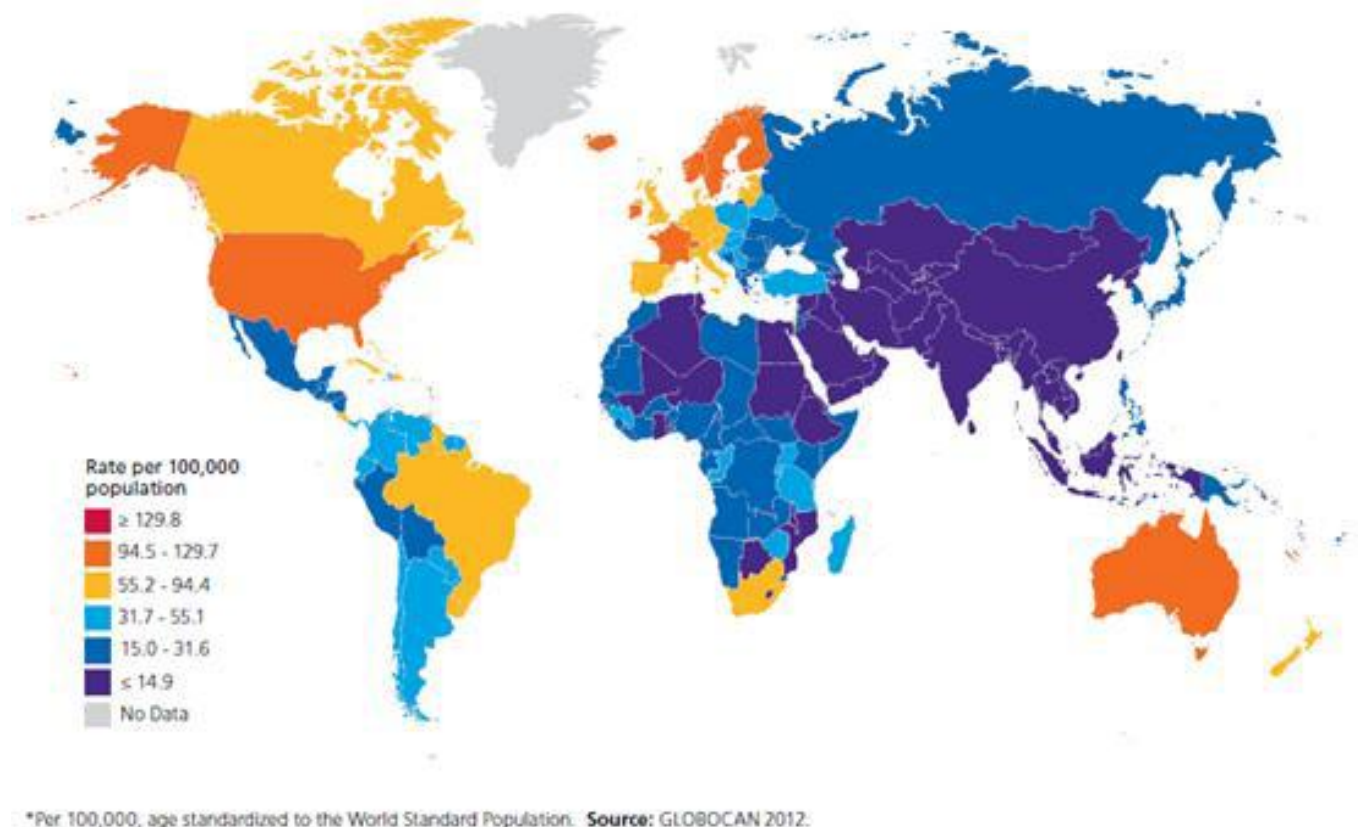 Rate per 100,000
population
≥ 129.8
94.5 - 129.7
55.2 - 94.4
31.7 - 55.1
15.0 - 31.6
≤ 14.9
No Data
*Per 100,000, age standardized to the World Standard Population. Source: GLOBOCAN 2012.